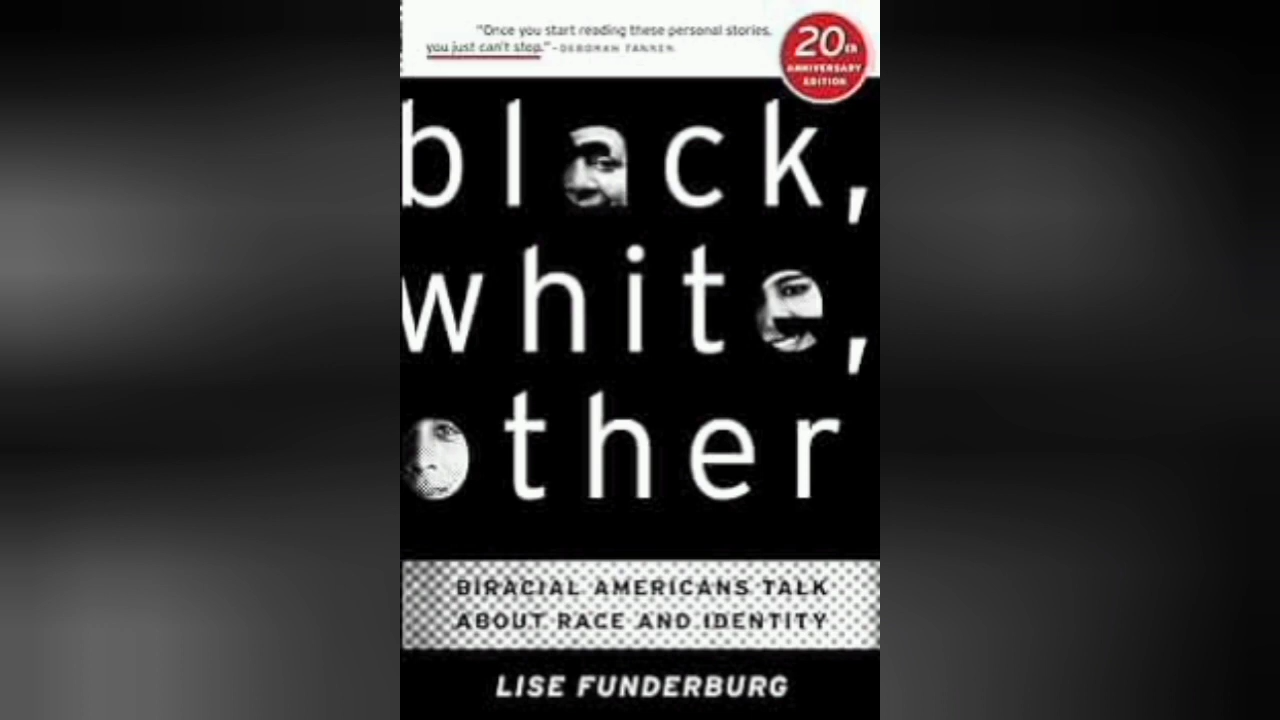 "Once you start reading these personal stories,
you just can't stop." –DEBORAH TANNEN
20TH
ANNIVERSARY
EDITION
black,
white,
other
BIRACIAL AMERICANS TALK
ABOUT RACE AND IDENTITY
LISE FUNDERBURG